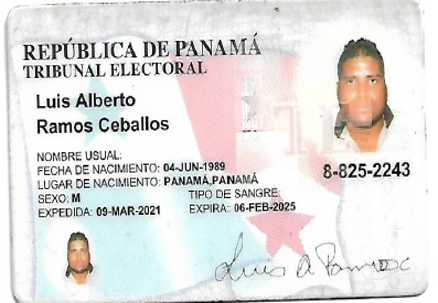 REPÚBLICA DE PANAMÁ
TRIBUNAL ELECTORAL
Luis Alberto
Ramos Ceballos
NOMBRE USUAL:
FECHA DE NACIMIENTO: 04-JUN-1989
LUGAR DE NACIMIENTO: PANAMÁ,PANAMÁ
SEXO: M TIPO DE SANGRE:
EXPEDIDA: 09-MAR-2021 EXPIRA: 06-FEB-2025
8-825-2243
Luis A